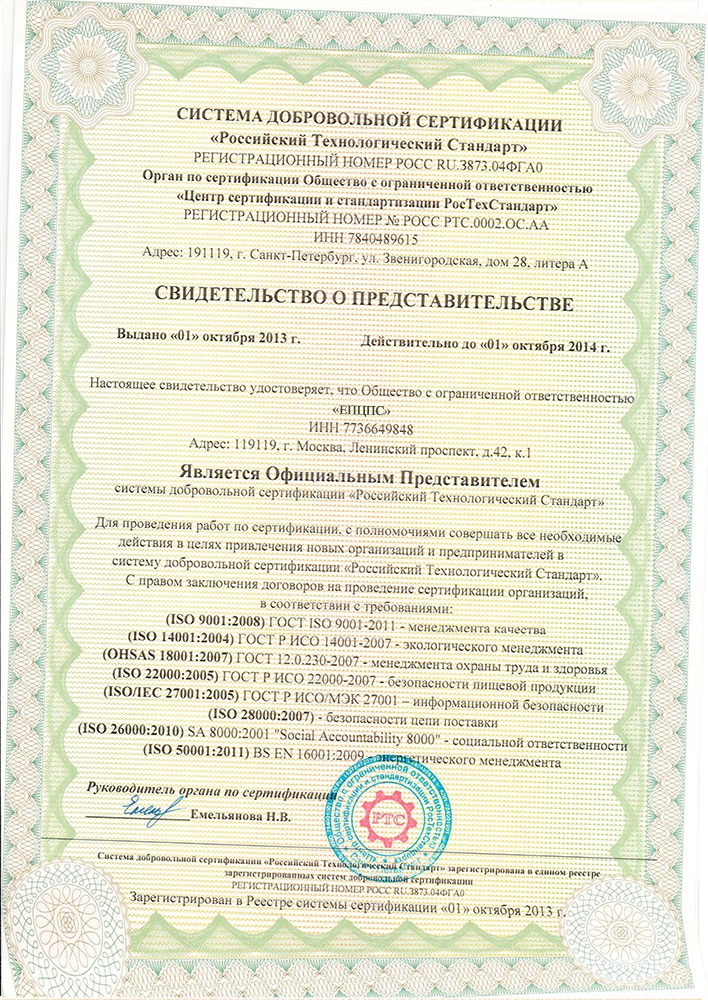 СИСТЕМА ДОБРОВОЛЬНОЙ СЕРТИФИКАЦИИ
«Российский Технологический Стандарт»
РЕГИСТРАЦИОННЫЙ НОМЕР РОСС RU.З873.04ФГА0
Орган по сертификации Общество с ограниченной ответственностью
«Центр сертификации и стандартизации РосТехСтандарт»
РЕГИСТРАЦИОННЫЙ НОМЕР № РОСС РТС.0002.ОС.АА
ИНН 7840489615
Адрес: 191119, г. Санкт-Петербург, ул. Звенигородская, дом 28, литера А
СВИДЕТЕЛЬСТВО О ПРЕДСТАВИТЕЛЬСТВЕ
Выдано «01» октября 2013 г. Действительно до «01» октября 2014 г.
Настоящее свидетельство удостоверяет, что Общество с ограниченной ответственностью
«ЕПЦПС»
ИНН 7736649848
Адрес: 119119, г. Москва, Ленинский проспект, д.42, к.1
Является Официальным Представителем
системы добровольной сертификации «Российский Технологический Стандарт»
Для проведения работ по сертификации, с полномочиями совершать все необходимые
действия в целях привлечения новых организаций и предпринимателей в
систему добровольной сертификации «Российский Технологический Стандарт».
С правом заключения договоров на проведение сертификации организаций,
в соответствии с требованиями:
(ISO 9001:2008) ГОСТ ISO 9001-2011 - менеджмента качества
(ISO 14001:2004) ГОСТ Р ИСО 14001-2007 - экологического менеджмента
(OHSAS 18001:2007) ГОСТ 12.0.230-2007 - менеджмента охраны труда и здоровья
(ISO 22000:2005) ГОСТ Р ИСО 22000-2007 - безопасности пищевой продукции
(ISO/IEC 27001:2005) ГОСТ Р ИСО/МЭК 27001 – информационной безопасности
(ISO 28000:2007) - безопасности цепи поставки
(ISO 26000:2010) SA 8000:2001 "Social Accountability 8000" - социальной ответственности
(ISO 50001:2011) BS EN 16001:2009 - энергетического менеджмента
Руководитель органа по сертификации
Емельянова Н.В.
Общество с ограниченной ответственностью
Центр сертификации и стандартизации РосТехСтандарт
РТС
Система добровольной сертификации «Российский Технологический Стандарт» зарегистрирована в едином реестре
зарегистрированных систем добровольной сертификации
РЕГИСТРАЦИОННЫЙ НОМЕР РОСС RU.З873.04ФГА0
Зарегистрирован в Реестре системы сертификации «01» октября 2013 г.